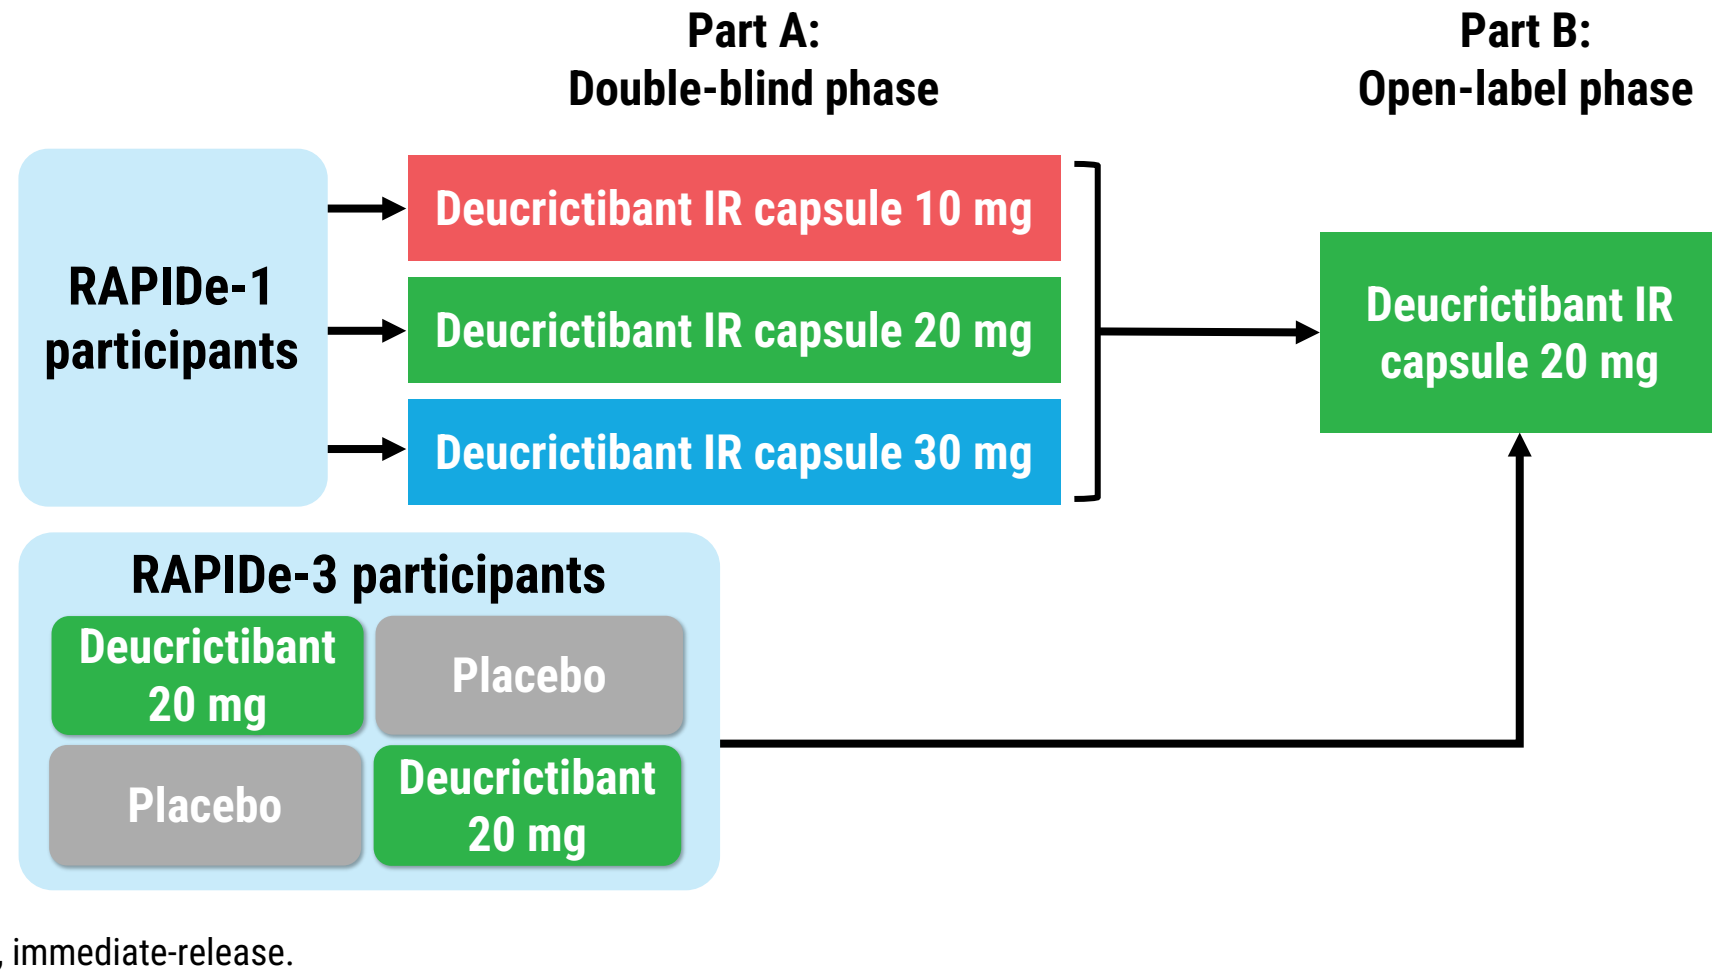 Part A:
Double-blind phase
Part B:
Open-label phase
RAPIDe-1
participants
Deucrictibant IR capsule 10 mg
Deucrictibant IR capsule 20 mg
Deucrictibant IR capsule 30 mg
Deucrictibant IR
capsule 20 mg
RAPIDe-3 participants
Deucrictibant
20 mg
Placebo
Placebo
Deucrictibant
20 mg
, immediate-release.